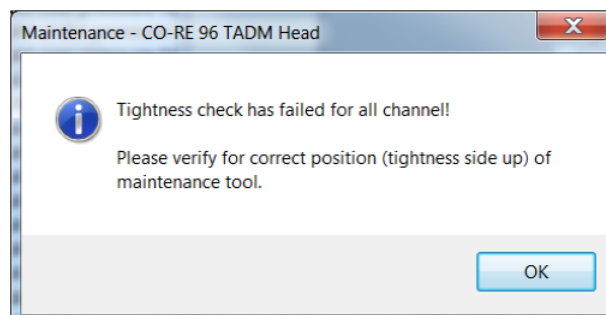 Maintenance - CO-RE 96 TADM Head
Tightness check has failed for all channel!
Please verify for correct position (tightness side up) of
maintenance tool.
OK